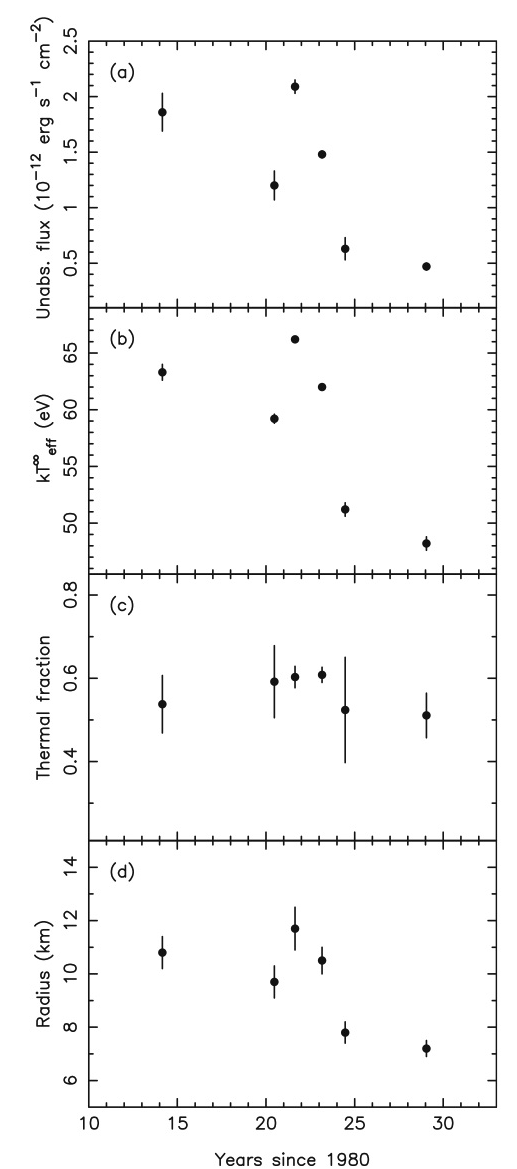 (a)
Unabs. flux (10⁻¹² erg s⁻¹ cm⁻²)
2.5
2
1.5
1
0.5
(b)
kT∞eff (eV)
65
60
55
50
(c)
Thermal fraction
0.8
0.6
0.4
(d)
Radius (km)
14
12
10
8
6
10 15 20 25 30
Years since 1980